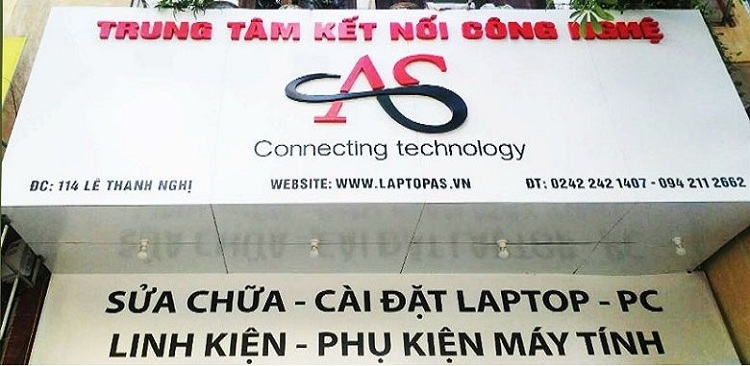 TRUNG TÂM KẾT NỐI CÔNG NGHỆ
AS
Connecting technology
ĐC: 114 LÊ THANH NGHỊ WEBSITE: WWW.LAPTOPAS.VN ĐT: 0242 242 1407 - 094 211 2662
SỬA CHỮA - CÀI ĐẶT LAPTOP - PC
LINH KIỆN - PHỤ KIỆN MÁY TÍNH